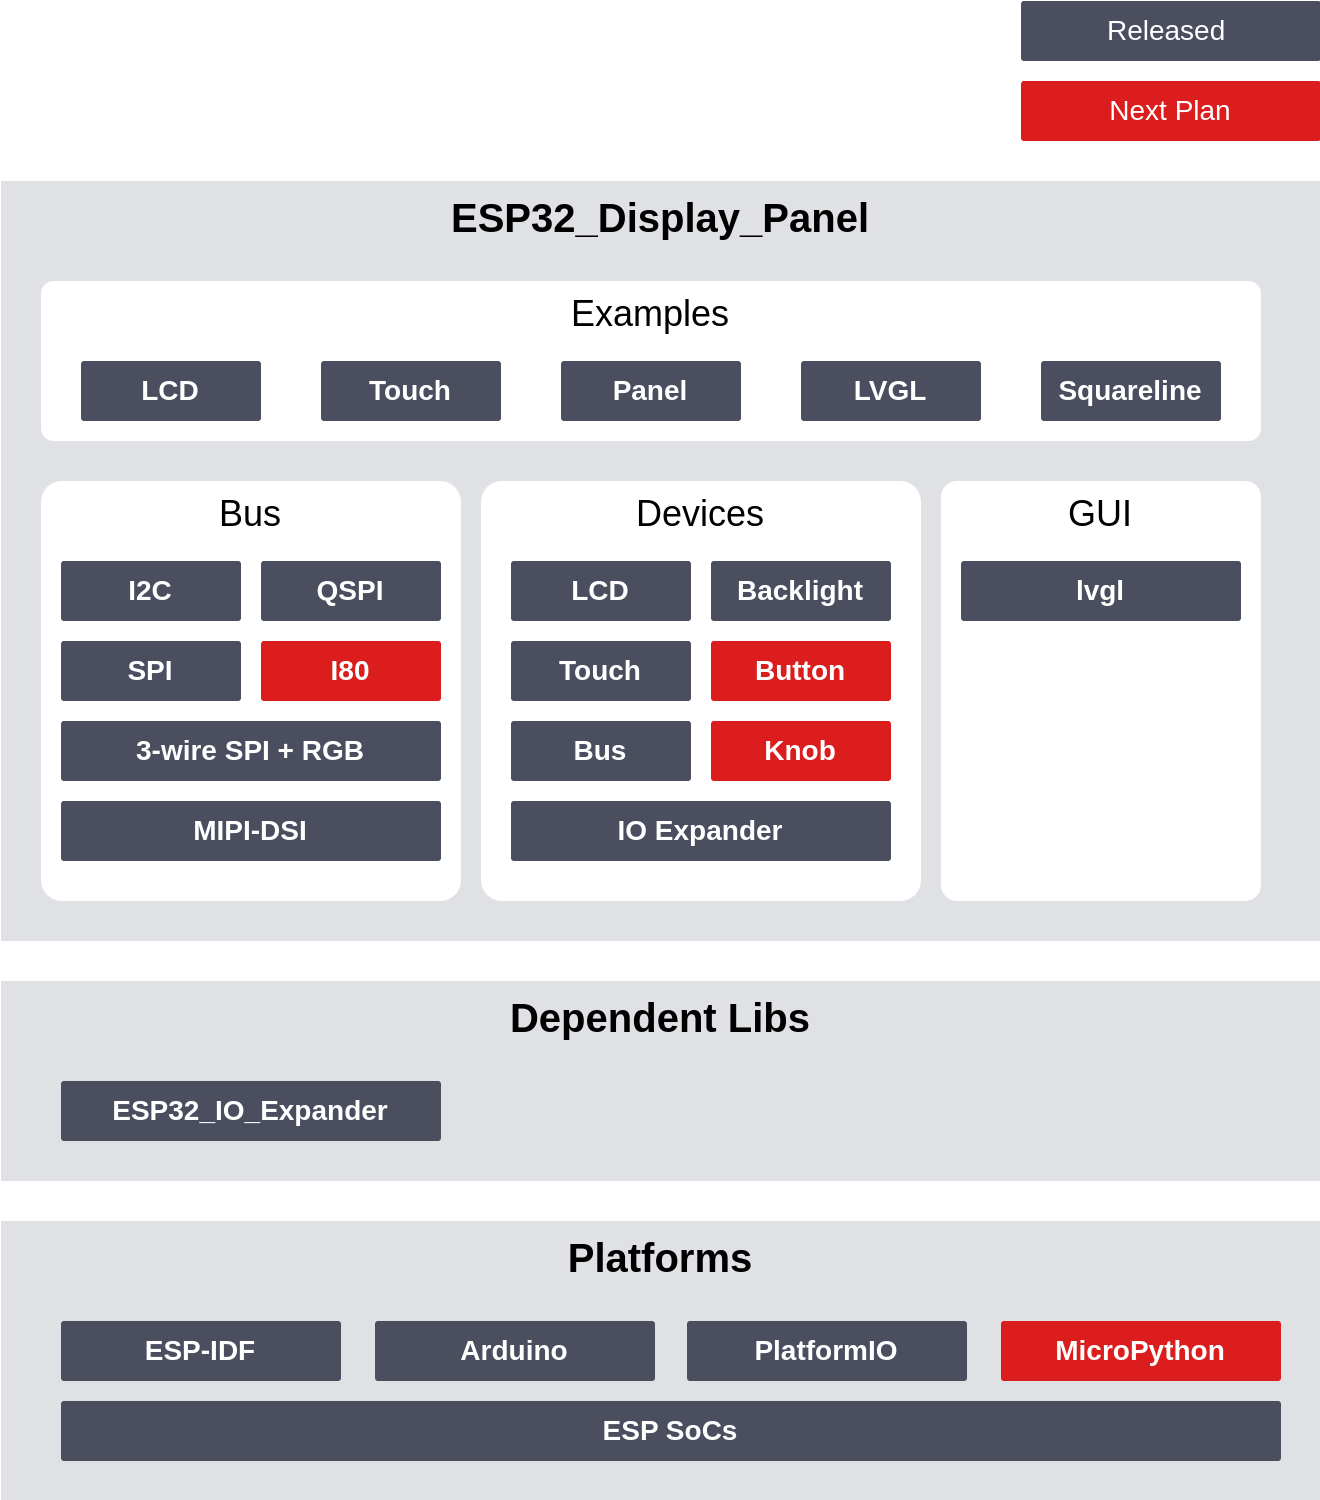 Released
Next Plan
ESP32_Display_Panel
Examples
LCD Touch Panel LVGL Squareline
Bus
I2C QSPI
SPI I80
3-wire SPI + RGB
MIPI-DSI
Devices
LCD Backlight
Touch Button
Bus Knob
IO Expander
GUI
lvgl
Dependent Libs
ESP32_IO_Expander
Platforms
ESP-IDF Arduino PlatformIO MicroPython
ESP SoCs